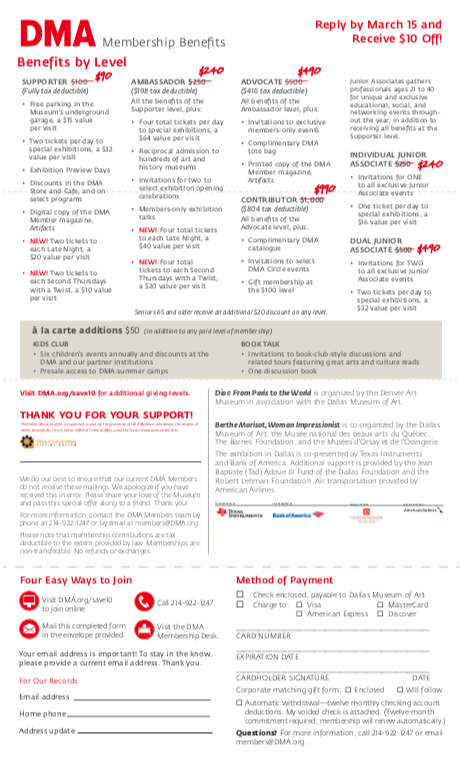 DMA Membership Benefits
Reply by March 15 and
Receive $10 Off!
Benefits by Level
SUPPORTER $100 $90
(Fully tax deductible)
• Free parking in the
Museum's underground
garage, a $15 value
per visit
• Two tickets per day to
special exhibitions, a $32
value per visit
• Exhibition Preview Days
• Discounts in the DMA
Store and Cafe, and on
select programs
• Digital copy of the DMA
Member magazine,
Artifacts
• NEW! Two tickets to
each Late Night, a
$20 value per visit
• NEW! Two tickets to
each Second Thursdays
with a Twist, a $10 value
per visit
$240
AMBASSADOR $250
($198 tax deductible)
All the benefits of the
Supporter level, plus:
• Four total tickets per day
to special exhibitions, a
$64 value per visit
• Reciprocal admission to
hundreds of art and
history museums
• Invitations for two to
select exhibition opening
celebrations
• Members-only exhibition
talks
• NEW! Four total tickets
to each Late Night, a
$40 value per visit
• NEW! Four total
tickets to each Second
Thursdays with a Twist, a
$20 value per visit
$490
ADVOCATE $500
($416 tax deductible)
All benefits of the
Ambassador level, plus:
• Invitations to exclusive
members-only events
• Complimentary DMA
tote bag
• Printed copy of the DMA
Member magazine,
Artifacts
$990
CONTRIBUTOR $1,000
($804 tax deductible)
All benefits of the
Advocate level, plus:
• Complimentary DMA
catalogue
• Invitations to select
DMA Circle events
• Gift membership at
the $100 level
Junior Associates gathers
professionals ages 21 to 40
for unique and exclusive
educational, social, and
networking events through-
out the year, in addition to
receiving all benefits at the
Supporter level.
INDIVIDUAL JUNIOR
ASSOCIATE $250 $240
• Invitations for ONE
to all exclusive Junior
Associate events
• One ticket per day to
special exhibitions, a
$16 value per visit
DUAL JUNIOR
ASSOCIATE $500 $490
• Invitations for TWO
to all exclusive Junior
Associate events
• Two tickets per day to
special exhibitions, a
$32 value per visit
Seniors 65 and older receive an additional $20 discount on any level.
à la carte additions $50 (in addition to any paid level of membership)
KIDS CLUB
• Six children's events annually and discounts at the
DMA and our partner institutions
• Presale access to DMA summer camps
BOOK TALK
• Invitations to book-club-style discussions and
related tours featuring great arts and culture reads
• One discussion book
Visit DMA.org/save10 for additional giving levels.
THANK YOU FOR YOUR SUPPORT!
We do our best to ensure that our current DMA Members
do not receive these mailings. We apologize if you have
received this in error. Please share your love of the Museum
and pass this special offer along to a friend. Thank you!
For more information, contact the DMA Members team by
phone at 214-922-1247 or by email at members@DMA.org.
Please note that membership contributions are tax
deductible to the extent provided by law. Memberships are
non-transferable. No refunds or exchanges.
Dior: From Paris to the World is organized by the Denver Art
Museum in association with the Dallas Museum of Art.
Berthe Morisot, Woman Impressionist is co-organized by the Dallas
Museum of Art, the Musée national des beaux-arts du Québec,
The Barnes Foundation, and the Musées d'Orsay et de l'Orangerie.
The exhibition in Dallas is co-presented by Texas Instruments
and Bank of America. Additional support is provided by the Jean
Baptiste (Tad) Adoue III Fund of the Dallas Foundation and the
Robert Lehman Foundation. Air transportation provided by
American Airlines.
TEXAS INSTRUMENTS
Bank of America
American Airlines
Four Easy Ways to Join
Visit DMA.org/save10
to join online.
Call 214-922-1247.
Mail this completed form
in the envelope provided.
Visit the DMA
Membership Desk.
Your email address is important! To stay in the know,
please provide a current email address. Thank you.
For Our Records
Email address
Home phone
Address update
Method of Payment
Check enclosed, payable to Dallas Museum of Art
Charge to: Visa MasterCard
American Express Discover
CARD NUMBER
EXPIRATION DATE
CARDHOLDER SIGNATURE DATE
Corporate matching gift form: Enclosed Will follow
Automatic withdrawal—twelve monthly checking account
deductions. My voided check is attached. (Twelve-month
commitment required; membership will renew automatically.)
Questions? For more information, call 214-922-1247 or email
members@DMA.org.